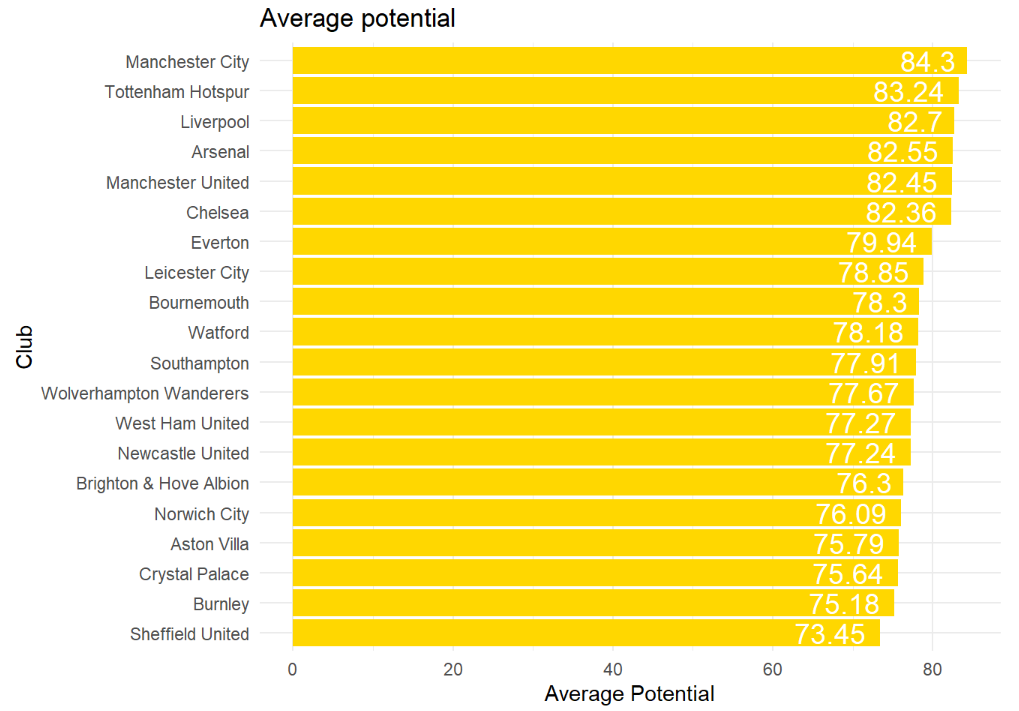 Average potential
Manchester City 84.3
Tottenham Hotspur 83.24
Liverpool 82.7
Arsenal 82.55
Manchester United 82.45
Chelsea 82.36
Everton 79.94
Leicester City 78.85
Bournemouth 78.3
Watford 78.18
Southampton 77.91
Wolverhampton Wanderers 77.67
West Ham United 77.27
Newcastle United 77.24
Brighton & Hove Albion 76.3
Norwich City 76.09
Aston Villa 75.79
Crystal Palace 75.64
Burnley 75.18
Sheffield United 73.45
Club
0 20 40 60 80
Average Potential